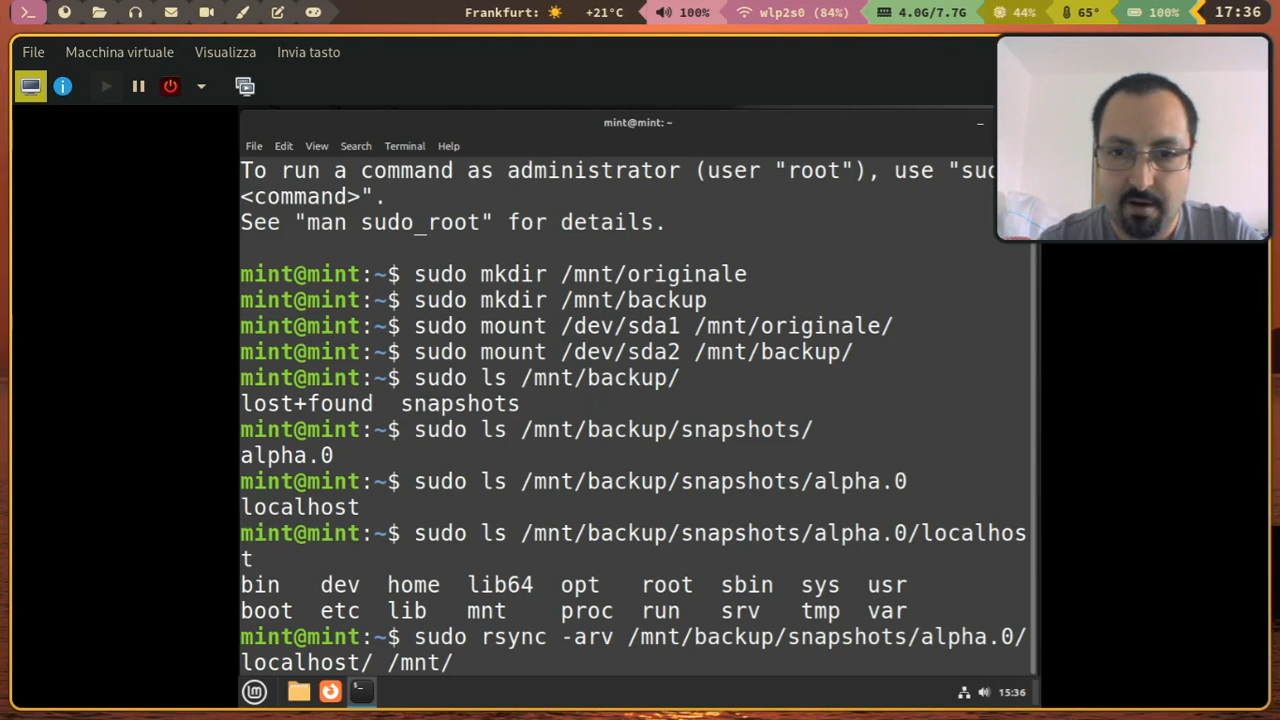 Frankfurt: +21°C 100% wlp2s0 (84%) 4.0G/7.7G 44% 65° 100% 17:36
File Macchina virtuale Visualizza Invia tasto
mint@mint: ~
File Edit View Search Terminal Help
To run a command as administrator (user "root"), use "sud
<command>".
See "man sudo_root" for details.
mint@mint:~$ sudo mkdir /mnt/originale
mint@mint:~$ sudo mkdir /mnt/backup
mint@mint:~$ sudo mount /dev/sda1 /mnt/originale/
mint@mint:~$ sudo mount /dev/sda2 /mnt/backup/
mint@mint:~$ sudo ls /mnt/backup/
lost+found snapshots
mint@mint:~$ sudo ls /mnt/backup/snapshots/
alpha.0
mint@mint:~$ sudo ls /mnt/backup/snapshots/alpha.0
localhost
mint@mint:~$ sudo ls /mnt/backup/snapshots/alpha.0/localhos
t
bin dev home lib64 opt root sbin sys usr
boot etc lib mnt proc run srv tmp var
mint@mint:~$ sudo rsync -arv /mnt/backup/snapshots/alpha.0/
localhost/ /mnt/
15:36